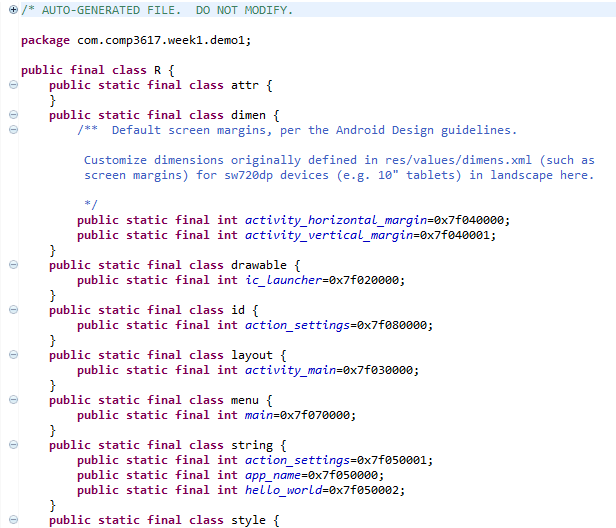 /* AUTO-GENERATED FILE.  DO NOT MODIFY.
package com.comp3617.week1.demo1;
public final class R {
    public static final class attr {
    }
    public static final class dimen {
        /**  Default screen margins, per the Android Design guidelines.
         Customize dimensions originally defined in res/values/dimens.xml (such as
         screen margins) for sw720dp devices (e.g. 10" tablets) in landscape here.
         */
        public static final int activity_horizontal_margin=0x7f040000;
        public static final int activity_vertical_margin=0x7f040001;
    }
    public static final class drawable {
        public static final int ic_launcher=0x7f020000;
    }
    public static final class id {
        public static final int action_settings=0x7f080000;
    }
    public static final class layout {
        public static final int activity_main=0x7f030000;
    }
    public static final class menu {
        public static final int main=0x7f070000;
    }
    public static final class string {
        public static final int action_settings=0x7f050001;
        public static final int app_name=0x7f050000;
        public static final int hello_world=0x7f050002;
    }
    public static final class style {